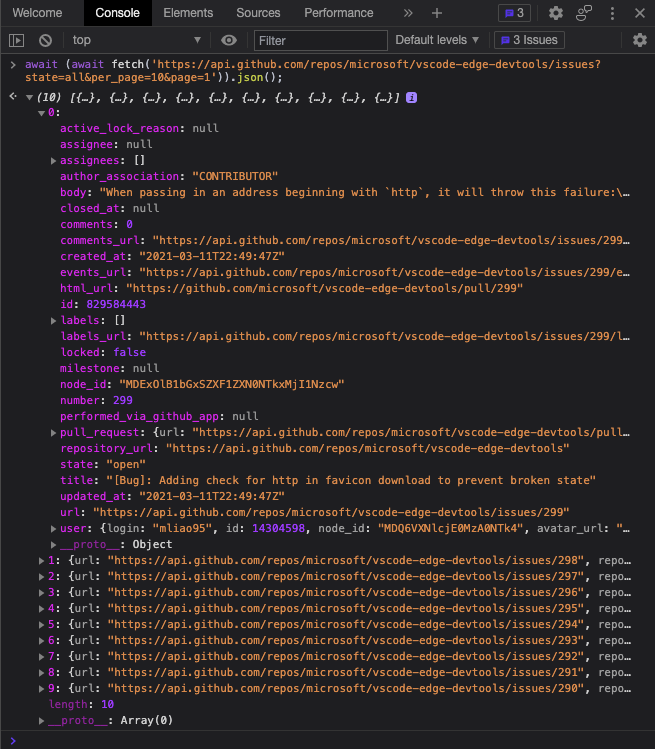 Welcome Console Elements Sources Performance » + 3
top Filter Default levels 3 Issues
await (await fetch('https://api.github.com/repos/microsoft/vscode-edge-devtools/issues?
state=all&per_page=10&page=1')).json();
(10) [{…}, {…}, {…}, {…}, {…}, {…}, {…}, {…}, {…}, {…}] i
0:
active_lock_reason: null
assignee: null
assignees: []
author_association: "CONTRIBUTOR"
body: "When passing in an address beginning with `http`, it will throw this failure:\…
closed_at: null
comments: 0
comments_url: "https://api.github.com/repos/microsoft/vscode-edge-devtools/issues/299…
created_at: "2021-03-11T22:49:47Z"
events_url: "https://api.github.com/repos/microsoft/vscode-edge-devtools/issues/299/e…
html_url: "https://github.com/microsoft/vscode-edge-devtools/pull/299"
id: 829584443
labels: []
labels_url: "https://api.github.com/repos/microsoft/vscode-edge-devtools/issues/299/l…
locked: false
milestone: null
node_id: "MDExOlB1bGxSZXF1ZXN0NTkxMjI1Nzcw"
number: 299
performed_via_github_app: null
pull_request: {url: "https://api.github.com/repos/microsoft/vscode-edge-devtools/pull…
repository_url: "https://api.github.com/repos/microsoft/vscode-edge-devtools"
state: "open"
title: "[Bug]: Adding check for http in favicon download to prevent broken state"
updated_at: "2021-03-11T22:49:47Z"
url: "https://api.github.com/repos/microsoft/vscode-edge-devtools/issues/299"
user: {login: "mliao95", id: 14304598, node_id: "MDQ6VXNlcjE0MzA0NTk4", avatar_url: "…
__proto__: Object
1: {url: "https://api.github.com/repos/microsoft/vscode-edge-devtools/issues/298", repo…
2: {url: "https://api.github.com/repos/microsoft/vscode-edge-devtools/issues/297", repo…
3: {url: "https://api.github.com/repos/microsoft/vscode-edge-devtools/issues/296", repo…
4: {url: "https://api.github.com/repos/microsoft/vscode-edge-devtools/issues/295", repo…
5: {url: "https://api.github.com/repos/microsoft/vscode-edge-devtools/issues/294", repo…
6: {url: "https://api.github.com/repos/microsoft/vscode-edge-devtools/issues/293", repo…
7: {url: "https://api.github.com/repos/microsoft/vscode-edge-devtools/issues/292", repo…
8: {url: "https://api.github.com/repos/microsoft/vscode-edge-devtools/issues/291", repo…
9: {url: "https://api.github.com/repos/microsoft/vscode-edge-devtools/issues/290", repo…
length: 10
__proto__: Array(0)